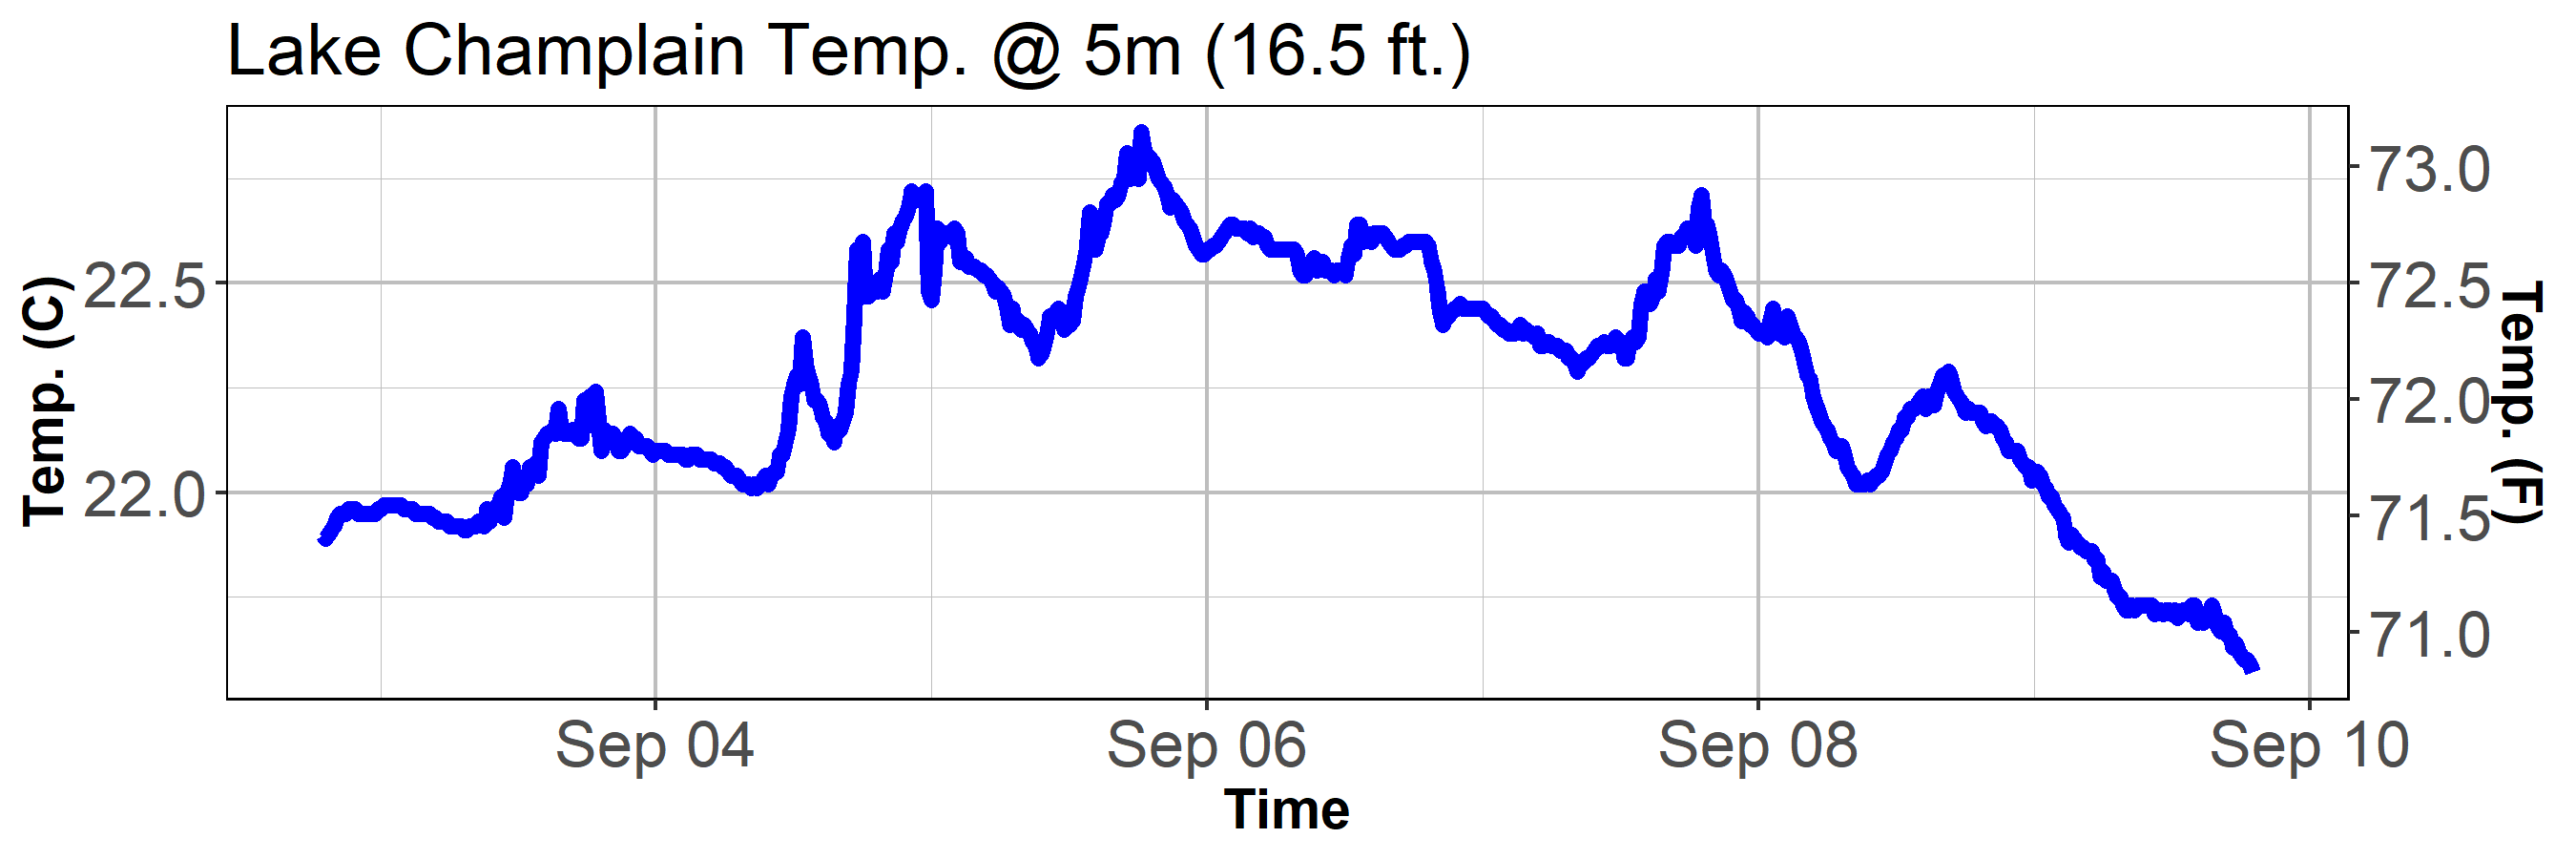 Lake Champlain Temp. @ 5m (16.5 ft.)
Temp. (C)
22.5
22.0
73.0
72.5
72.0
71.5
71.0
Temp. (F)
Sep 04 Sep 06 Sep 08 Sep 10
Time